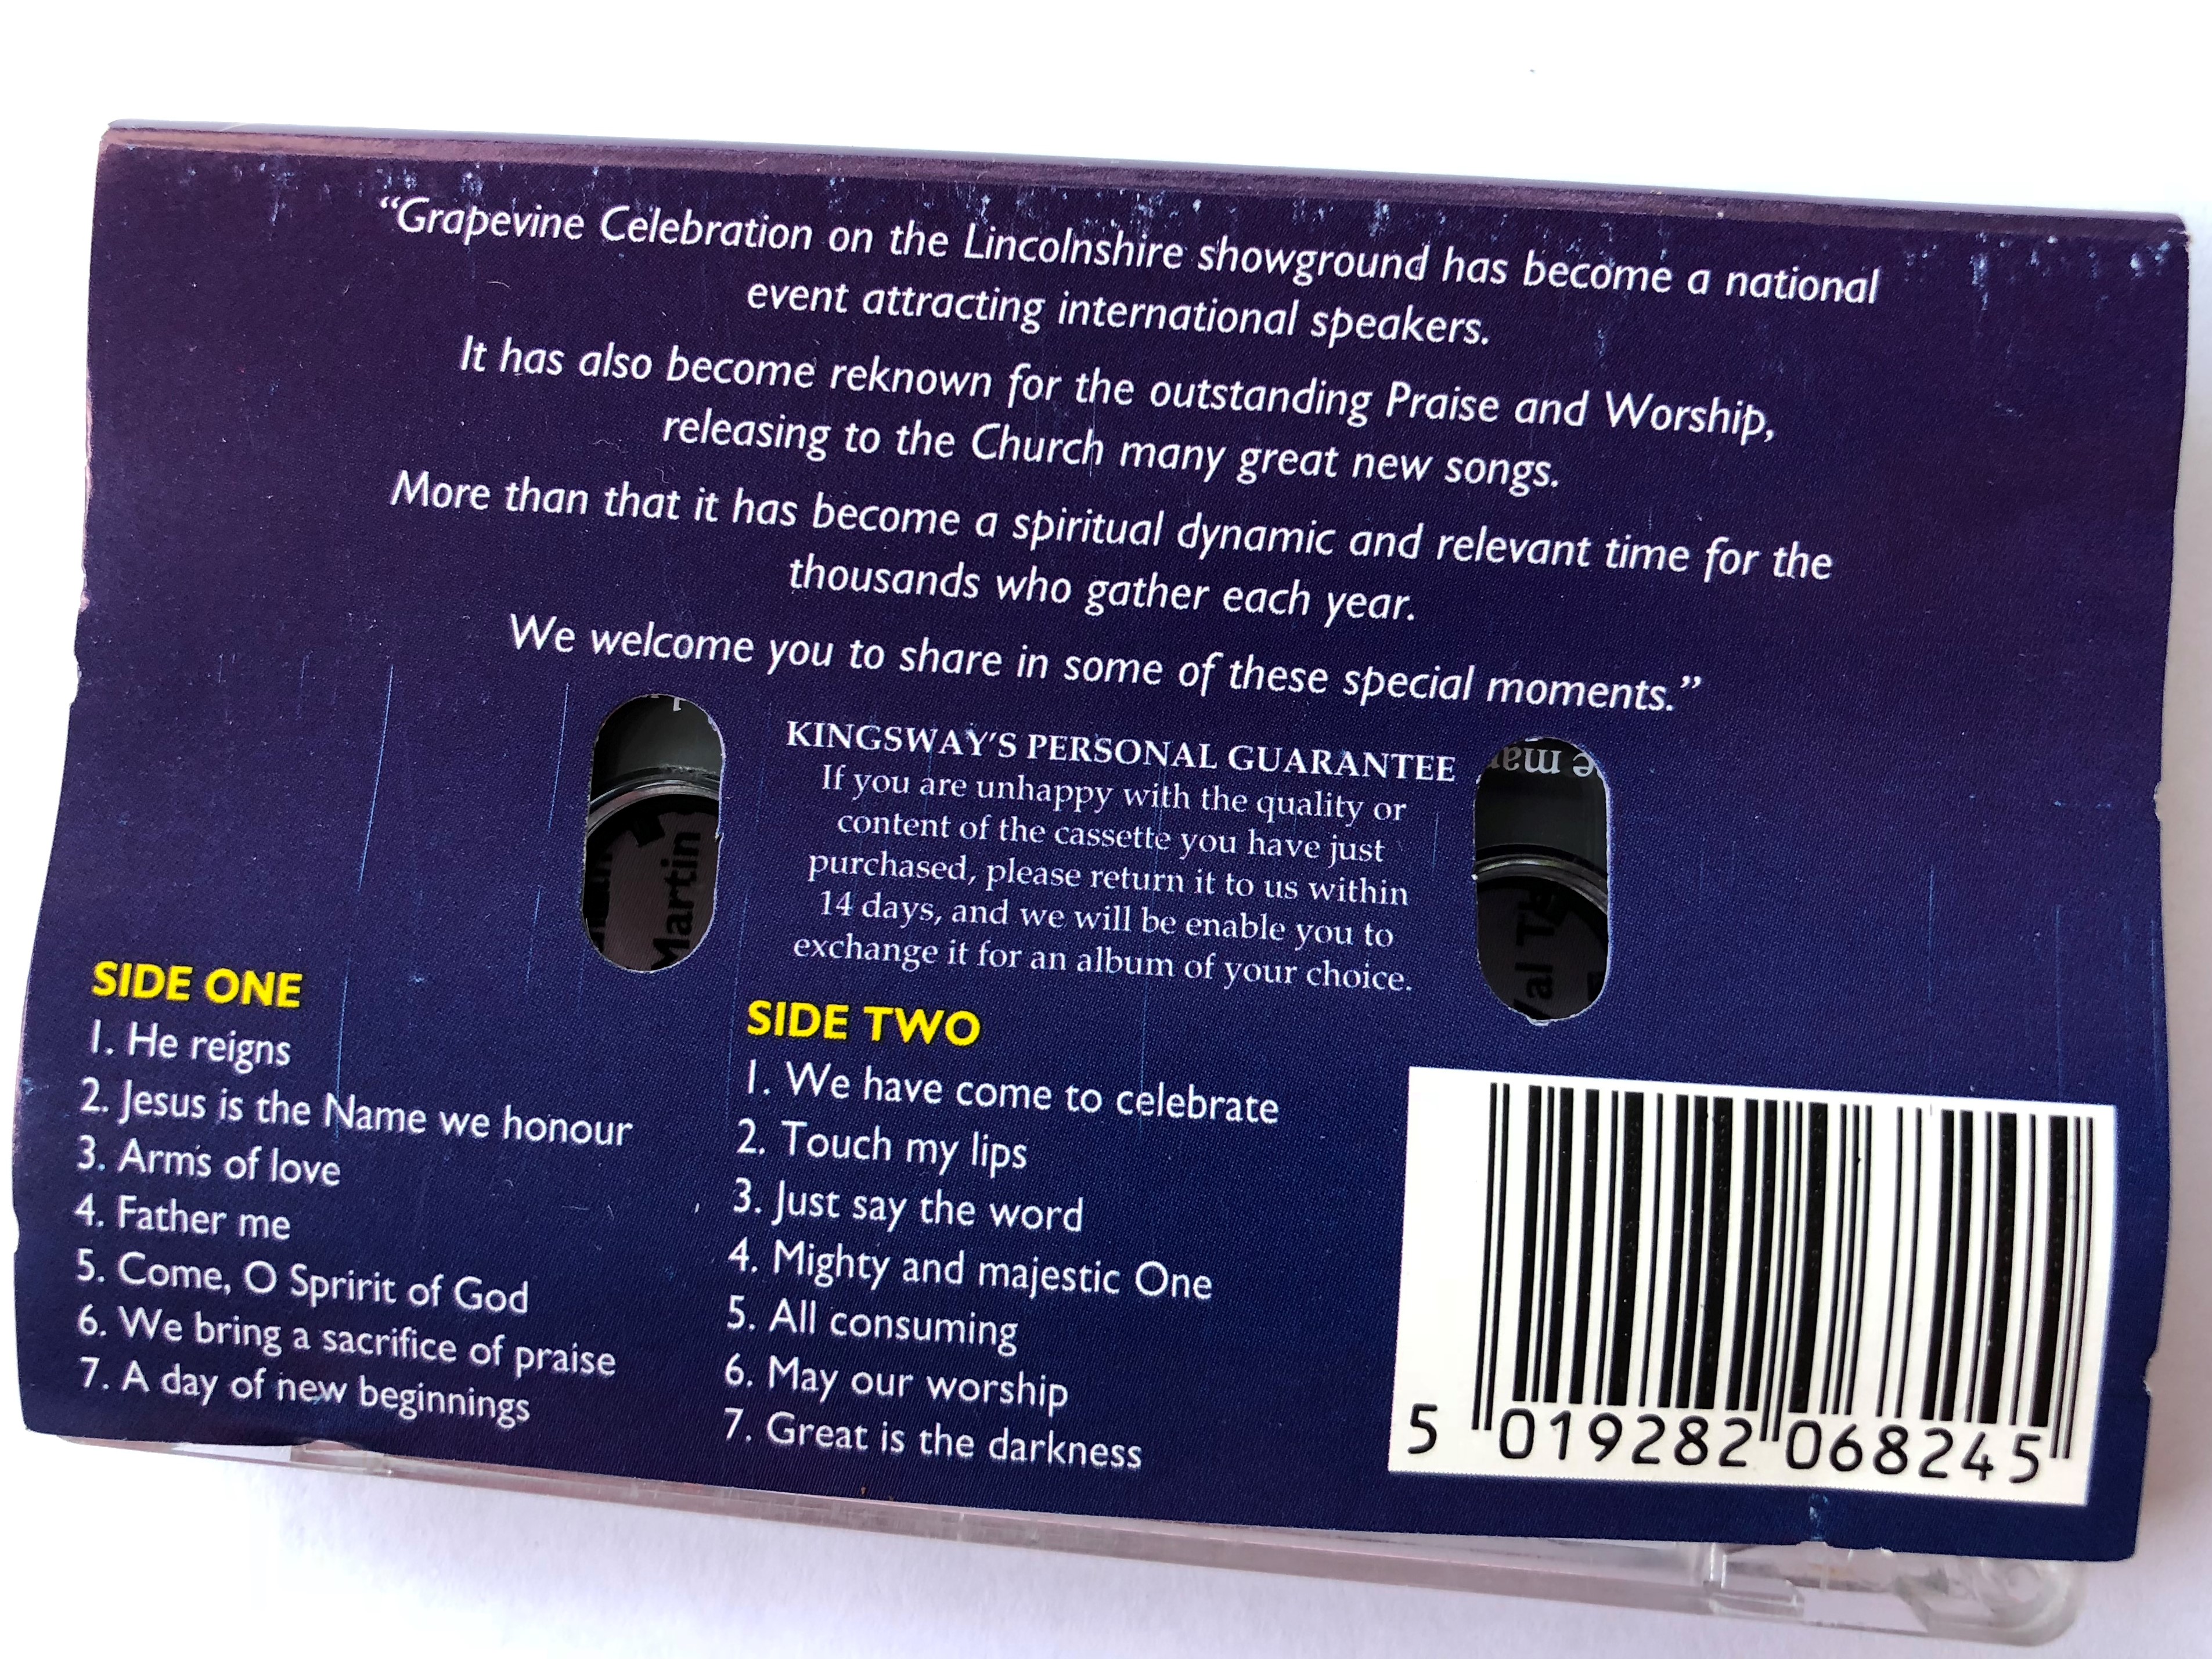 “Grapevine Celebration on the Lincolnshire showground has become a national
event attracting international speakers.
It has also become reknown for the outstanding Praise and Worship,
releasing to the Church many great new songs.
More than that it has become a spiritual dynamic and relevant time for the
thousands who gather each year.
We welcome you to share in some of these special moments.”
KINGSWAY'S PERSONAL GUARANTEE
If you are unhappy with the quality or
content of the cassette you have just
purchased, please return it to us within
14 days, and we will be enable you to
exchange it for an album of your choice.
Martin
SIDE ONE
1. He reigns
2. Jesus is the Name we honour
3. Arms of love
4. Father me
5. Come, O Spririt of God
6. We bring a sacrifice of praise
7. A day of new beginnings
SIDE TWO
1. We have come to celebrate
2. Touch my lips
3. Just say the word
4. Mighty and majestic One
5. All consuming
6. May our worship
7. Great is the darkness
5 019282 068245